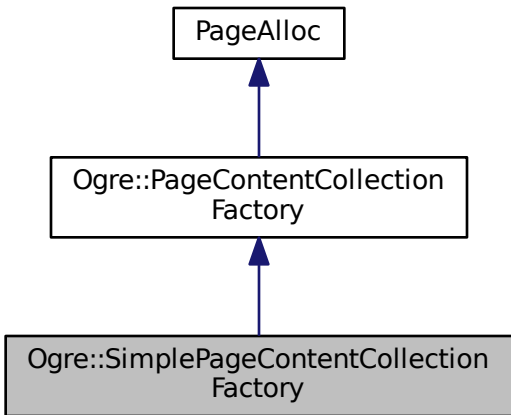 PageAlloc
Ogre::PageContentCollection
Factory
Ogre::SimplePageContentCollection
Factory